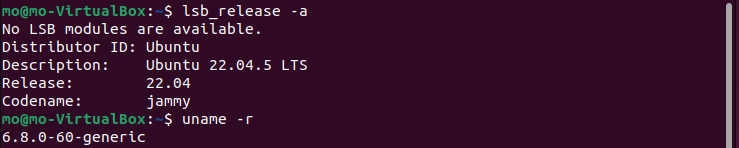 mo@mo-VirtualBox:~$ lsb_release -a
No LSB modules are available.
Distributor ID: Ubuntu
Description:    Ubuntu 22.04.5 LTS
Release:        22.04
Codename:       jammy
mo@mo-VirtualBox:~$ uname -r
6.8.0-60-generic